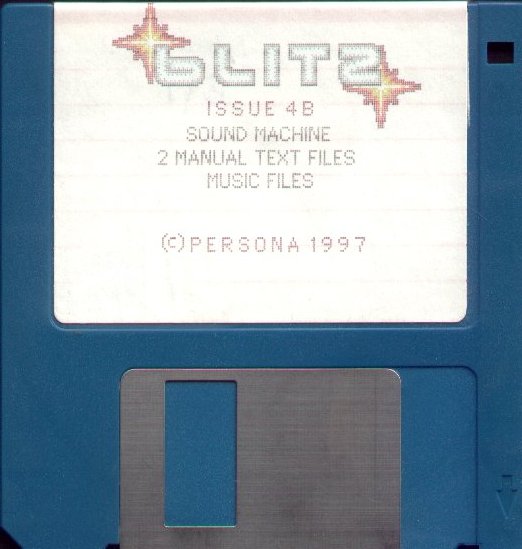 bLITZ
ISSUE 4B
SOUND MACHINE
2 MANUAL TEXT FILES
MUSIC FILES
(C)PERSONA 1997